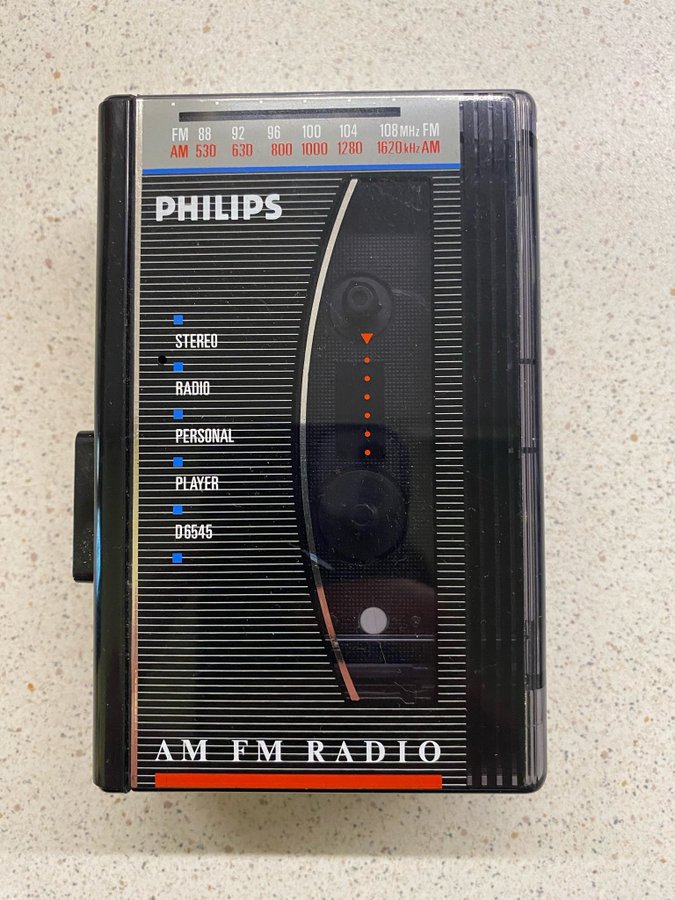 FM 88 92 96 100 104 108 MHz FM
AM 530 630 800 1000 1280 1620 kHz AM
PHILIPS
STEREO
RADIO
PERSONAL
PLAYER
D6545
AM FM RADIO